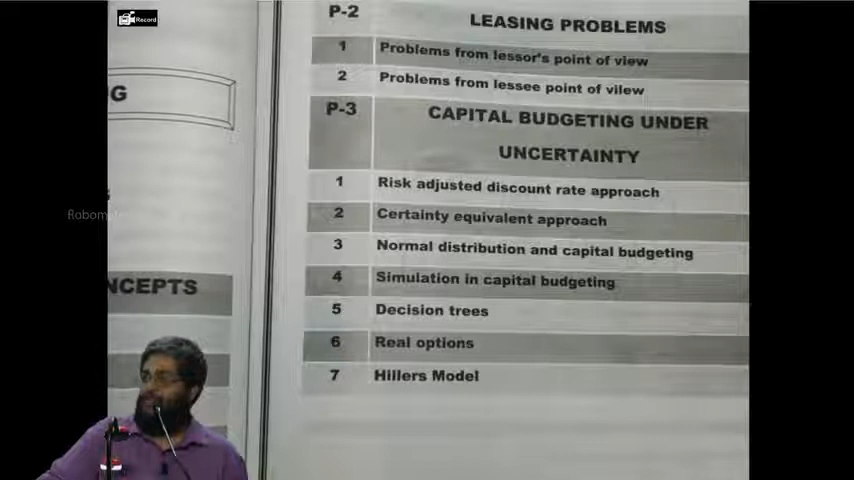 Record
P-2 LEASING PROBLEMS
1 Problems from lessor's point of view
2 Problems from lessee point of vilew
P-3 CAPITAL BUDGETING UNDER
UNCERTAINTY
1 Risk adjusted discount rate approach
2 Certainty equivalent approach
3 Normal distribution and capital budgeting
4 Simulation in capital budgeting
5 Decision trees
6 Real options
7 Hillers Model
G
NCEPTS